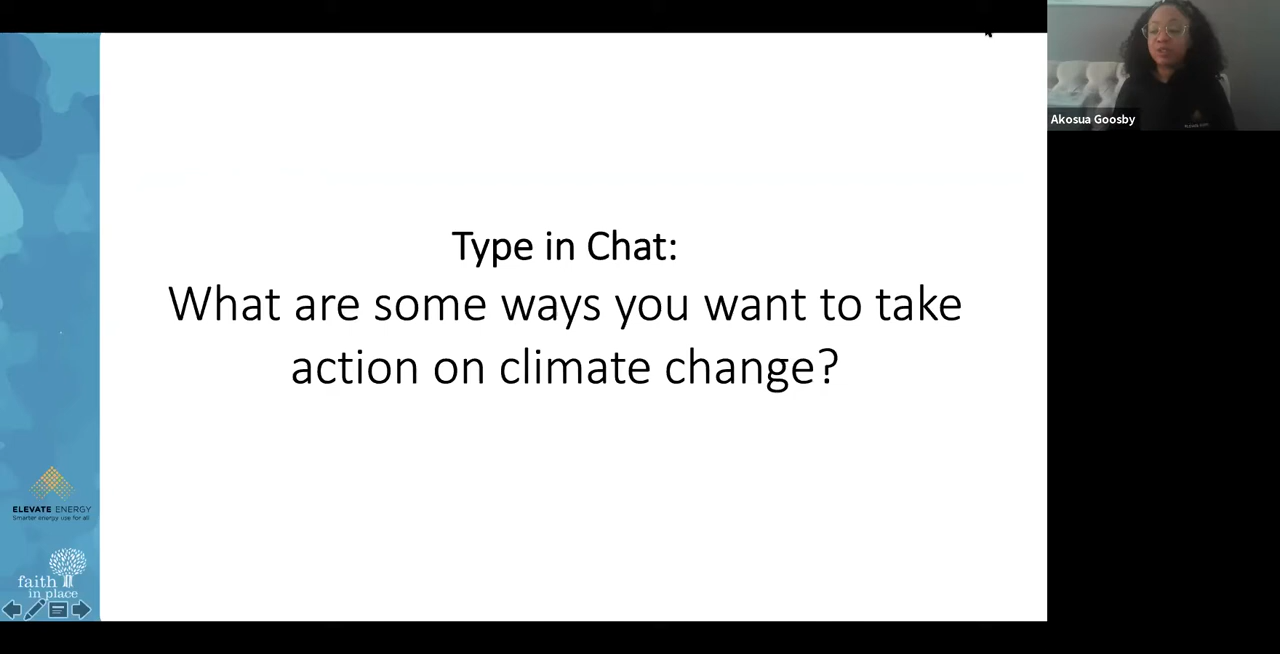 Type in Chat:
What are some ways you want to take
action on climate change?
Akosua Goosby
ELEVATE ENERGY
Smarter energy use for all
faith
in place